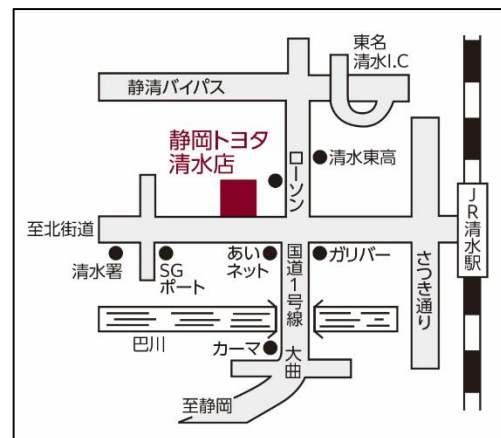 東名
清水I.C
静清バイパス
静岡トヨタ
清水店
ローソン
清水東高
至北街道
JR清水駅
清水署
SG
ポート
あい
ネット
国道1号線
ガリバー
さつき通り
巴川
カーマ
大曲
至静岡